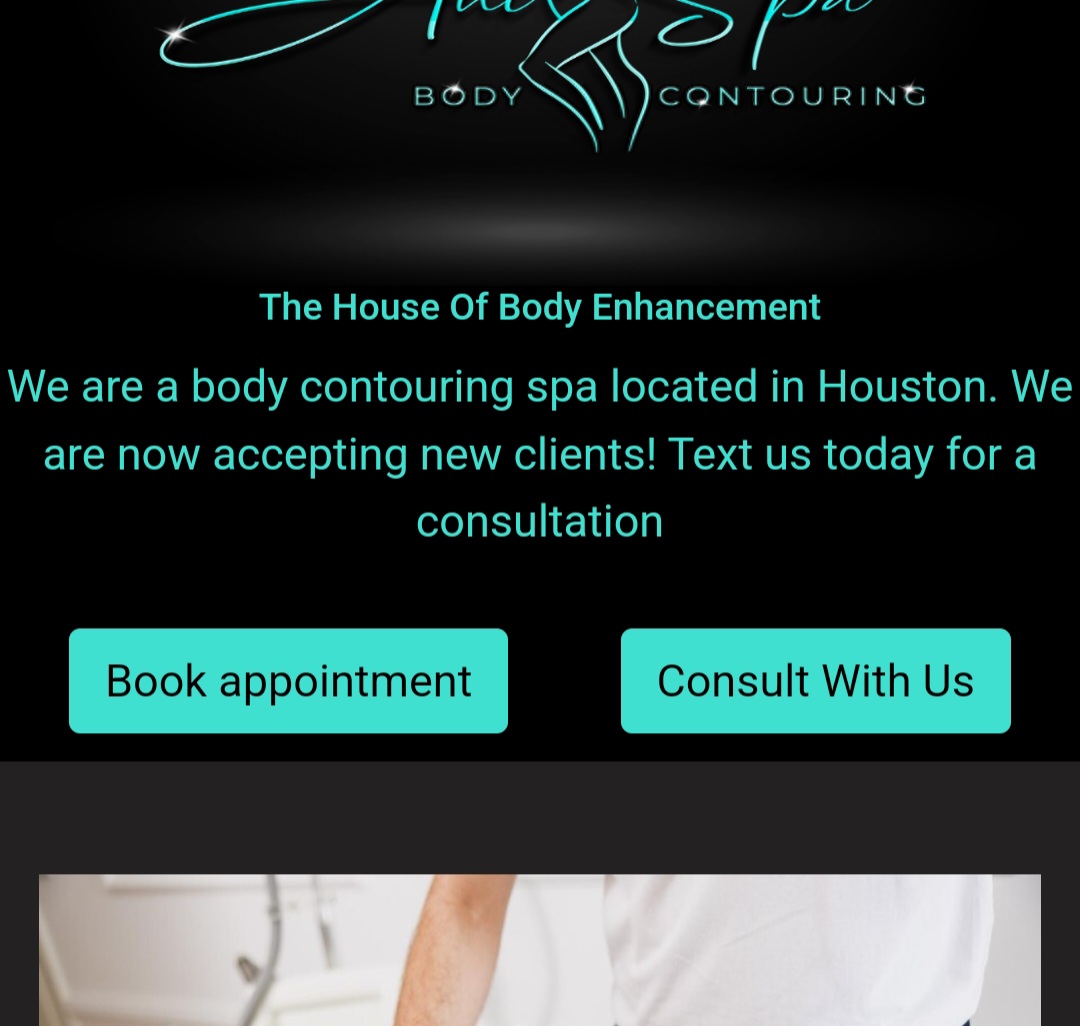 Spa
BODY CONTOURING
The House Of Body Enhancement
We are a body contouring spa located in Houston. We
are now accepting new clients! Text us today for a
consultation
Book appointment
Consult With Us